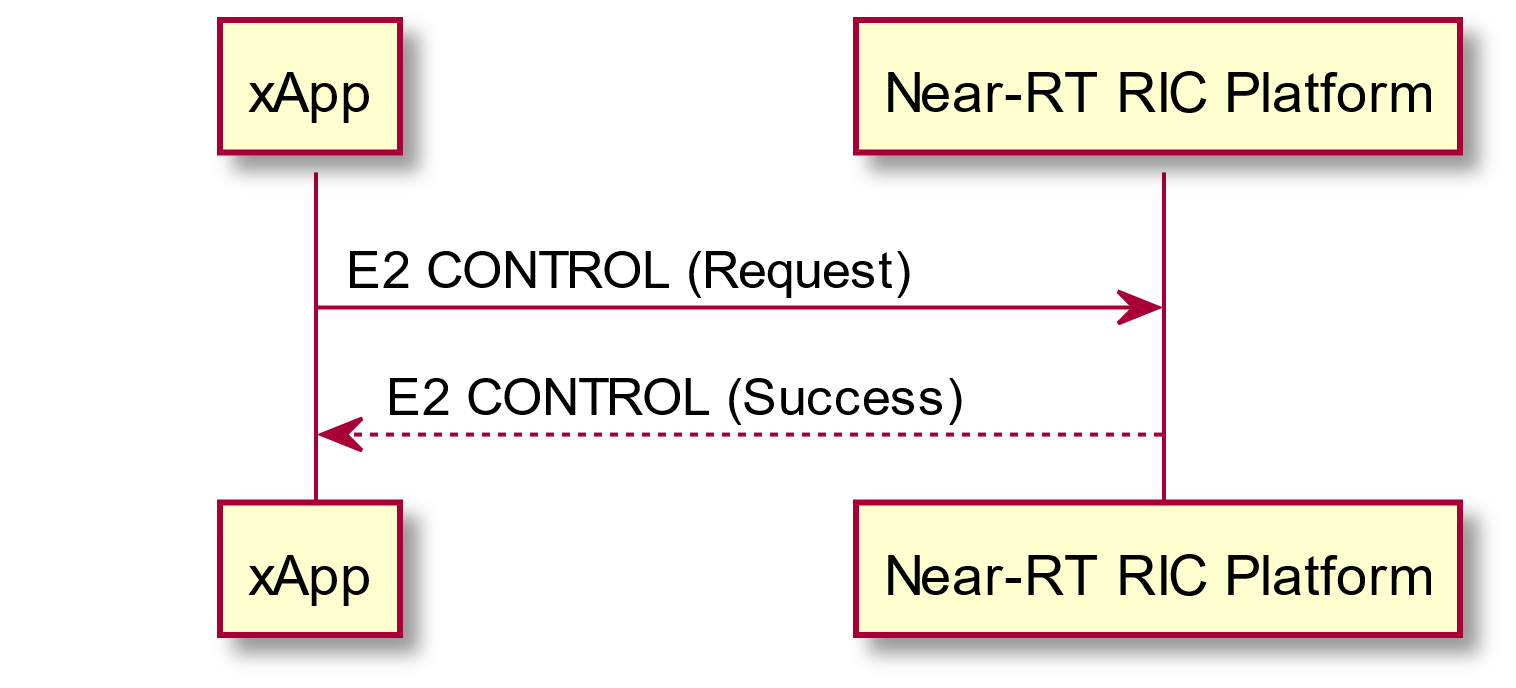 xApp
Near-RT RIC Platform
E2 CONTROL (Request)
E2 CONTROL (Success)
xApp
Near-RT RIC Platform